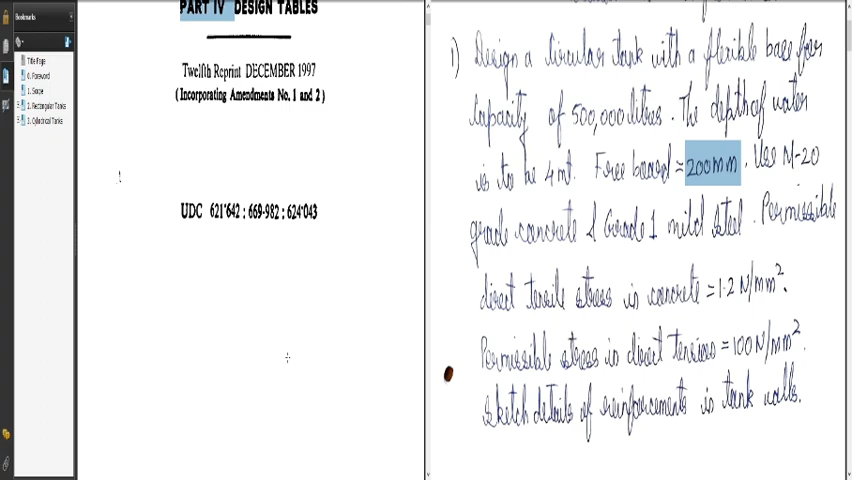 Bookmarks
Title Page
0. Foreword
1. Scope
2. Rectangular Tanks
3. Cylindrical Tanks
PART IV DESIGN TABLES
Twelfth Reprint DECEMBER 1997
(Incorporating Amendments No. 1 and 2)
UDC 621·642 : 669·982 : 624·043
1) Design a circular tank with a flexible base for
capacity of 500,000 litres. The depth of water
is to be 4mt. Free board = 200mm. Use M-20
grade concrete & Grade 1 mild steel. Permissible
direct tensile stress in concrete = 1.2 N/mm².
Permissible stress in direct tension = 100 N/mm².
sketch details of reinforcements in tank walls.